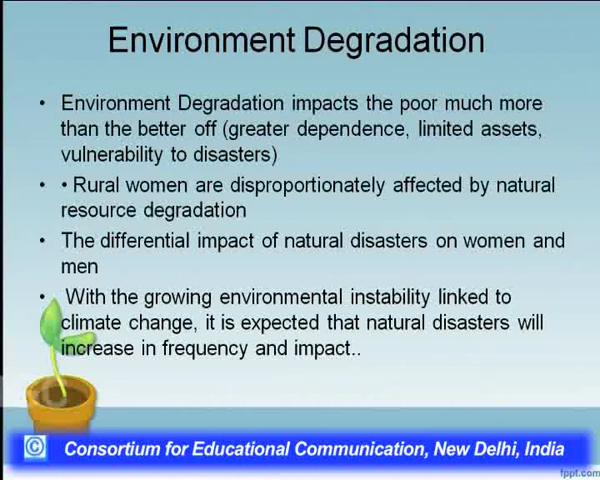 Environment Degradation
• Environment Degradation impacts the poor much more
than the better off (greater dependence, limited assets,
vulnerability to disasters)
• • Rural women are disproportionately affected by natural
resource degradation
• The differential impact of natural disasters on women and
men
• With the growing environmental instability linked to
climate change, it is expected that natural disasters will
increase in frequency and impact..
© Consortium for Educational Communication, New Delhi, India
fppt.com